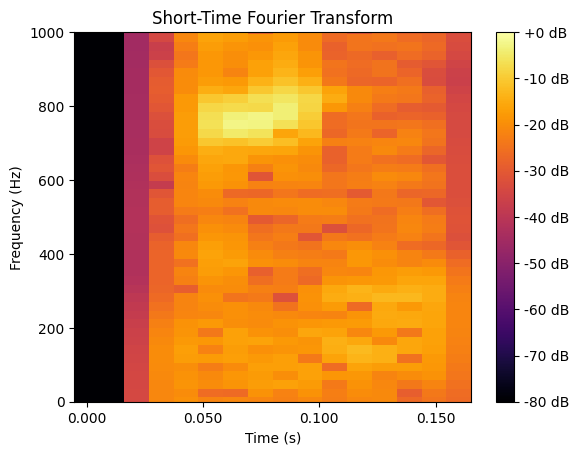 Short-Time Fourier Transform
1000
800
600
400
200
0
Frequency (Hz)
0.000
0.050
0.100
0.150
Time (s)
+0 dB
-10 dB
-20 dB
-30 dB
-40 dB
-50 dB
-60 dB
-70 dB
-80 dB